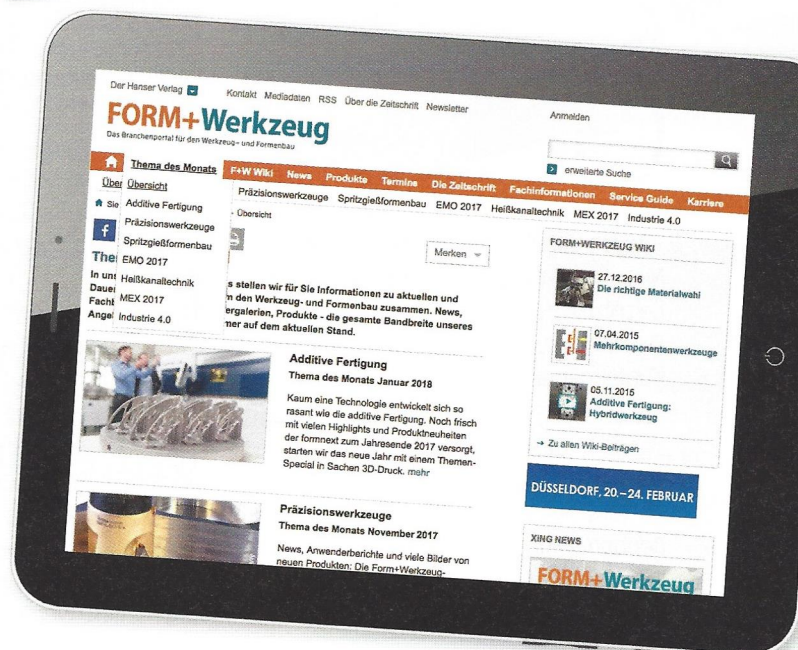 Der Hanser Verlag
Kontakt Mediadaten RSS Über die Zeitschrift Newsletter
Anmelden
FORM+Werkzeug
Das Branchenportal für den Werkzeug- und Formenbau
erweiterte Suche
Thema des Monats F+W Wiki News Produkte Termine Die Zeitschrift Fachinformationen Service Guide Karriere
Über Übersicht Präzisionswerkzeuge Spritzgießformenbau EMO 2017 Heißkanaltechnik MEX 2017 Industrie 4.0
Sie
Additive Fertigung
Präzisionswerkzeuge
Spritzgießformenbau
EMO 2017
Heißkanaltechnik
MEX 2017
Industrie 4.0
- Übersicht
f
Merken
The
In uns
s stellen wir für Sie Informationen zu aktuellen und
Dauer
m den Werkzeug- und Formenbau zusammen. News,
Fachb
ergalerien, Produkte - die gesamte Bandbreite unseres
Ange
mer auf dem aktuellen Stand.
Additive Fertigung
Thema des Monats Januar 2018
Kaum eine Technologie entwickelt sich so
rasant wie die additive Fertigung. Noch frisch
mit vielen Highlights und Produktneuheiten
der formnext zum Jahresende 2017 versorgt,
starten wir das neue Jahr mit einem Themen-
Special in Sachen 3D-Druck. mehr
Präzisionswerkzeuge
Thema des Monats November 2017
News, Anwenderberichte und viele Bilder von
neuen Produkten: Die Form+Werkzeug-
FORM+WERKZEUG WIKI
27.12.2016
Die richtige Materialwahl
07.04.2015
Mehrkomponentenwerkzeuge
05.11.2015
Additive Fertigung:
Hybridwerkzeug
→ Zu allen Wiki-Beiträgen
DÜSSELDORF, 20.–24. FEBRUAR
XING NEWS
FORM+Werkzeug